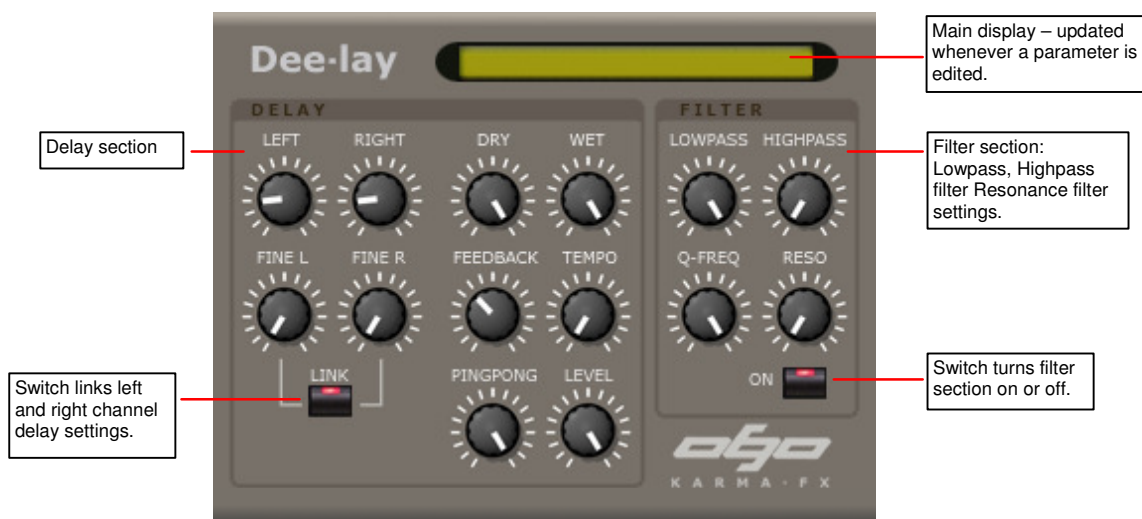 Dee·lay
Main display – updated
whenever a parameter is
edited.
DELAY
FILTER
LEFT RIGHT DRY WET LOWPASS HIGHPASS
Delay section
Filter section:
Lowpass, Highpass
filter Resonance filter
settings.
FINE L FINE R FEEDBACK TEMPO Q-FREQ RESO
LINK PINGPONG LEVEL ON
Switch links left
and right channel
delay settings.
Switch turns filter
section on or off.
KARMA-FX